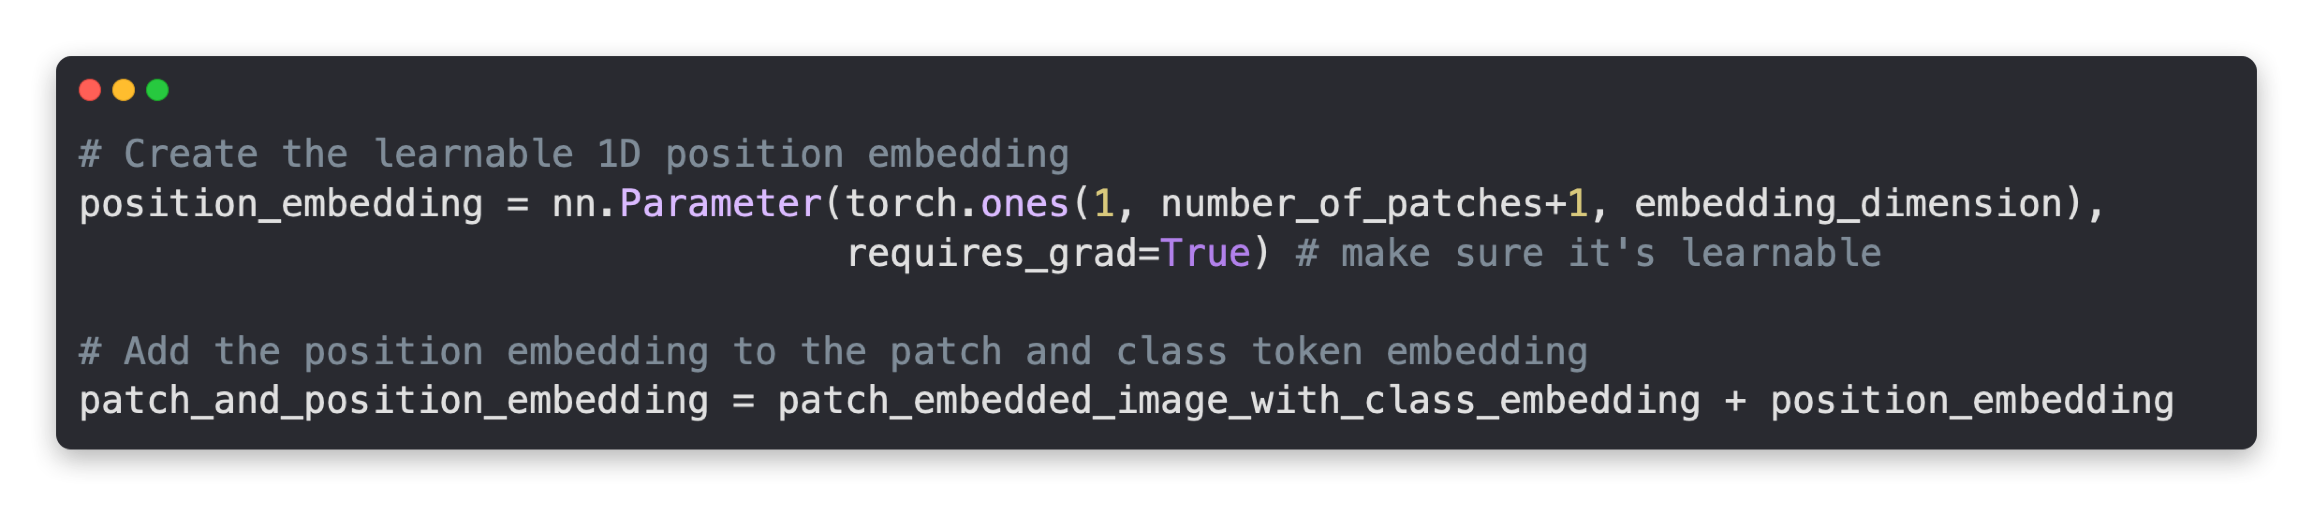 # Create the learnable 1D position embedding
position_embedding = nn.Parameter(torch.ones(1, number_of_patches+1, embedding_dimension),
                                  requires_grad=True) # make sure it's learnable

# Add the position embedding to the patch and class token embedding
patch_and_position_embedding = patch_embedded_image_with_class_embedding + position_embedding